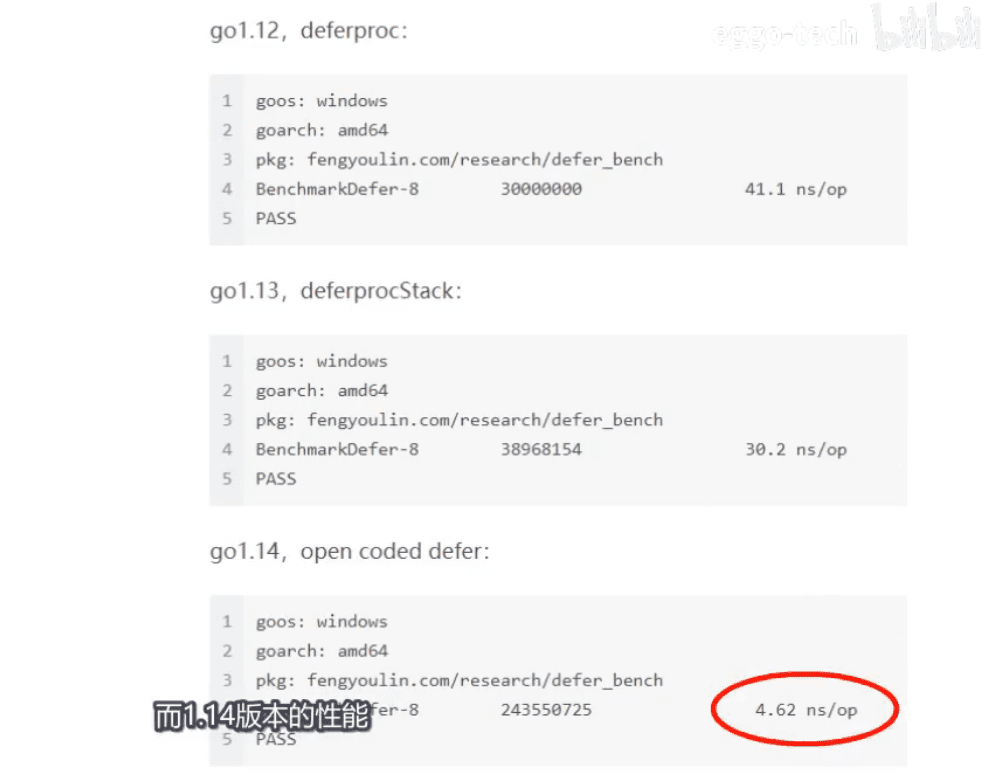 go1.12，deferproc:
eggo-tech bilibili
1 goos: windows
2 goarch: amd64
3 pkg: fengyoulin.com/research/defer_bench
4 BenchmarkDefer-8 30000000 41.1 ns/op
5 PASS
go1.13，deferprocStack:
1 goos: windows
2 goarch: amd64
3 pkg: fengyoulin.com/research/defer_bench
4 BenchmarkDefer-8 38968154 30.2 ns/op
5 PASS
go1.14，open coded defer:
1 goos: windows
2 goarch: amd64
3 pkg: fengyoulin.com/research/defer_bench
而1.14版本的性能
er-8 243550725 4.62 ns/op
5 PASS